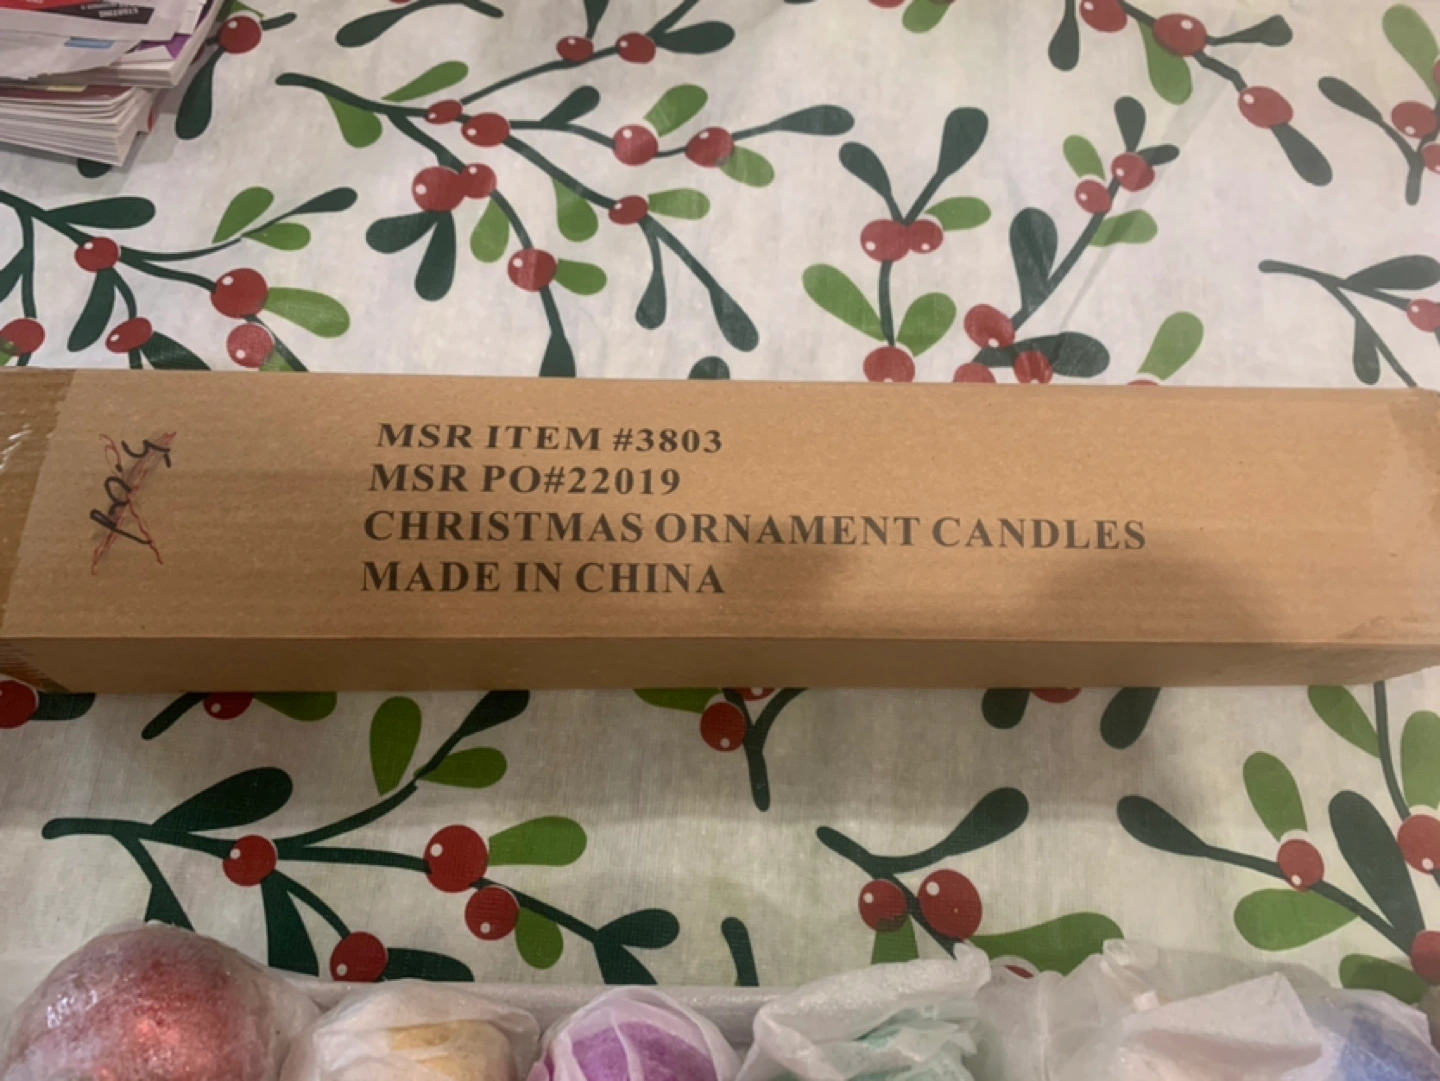 MSR ITEM #3803
MSR PO#22019
CHRISTMAS ORNAMENT CANDLES
MADE IN CHINA